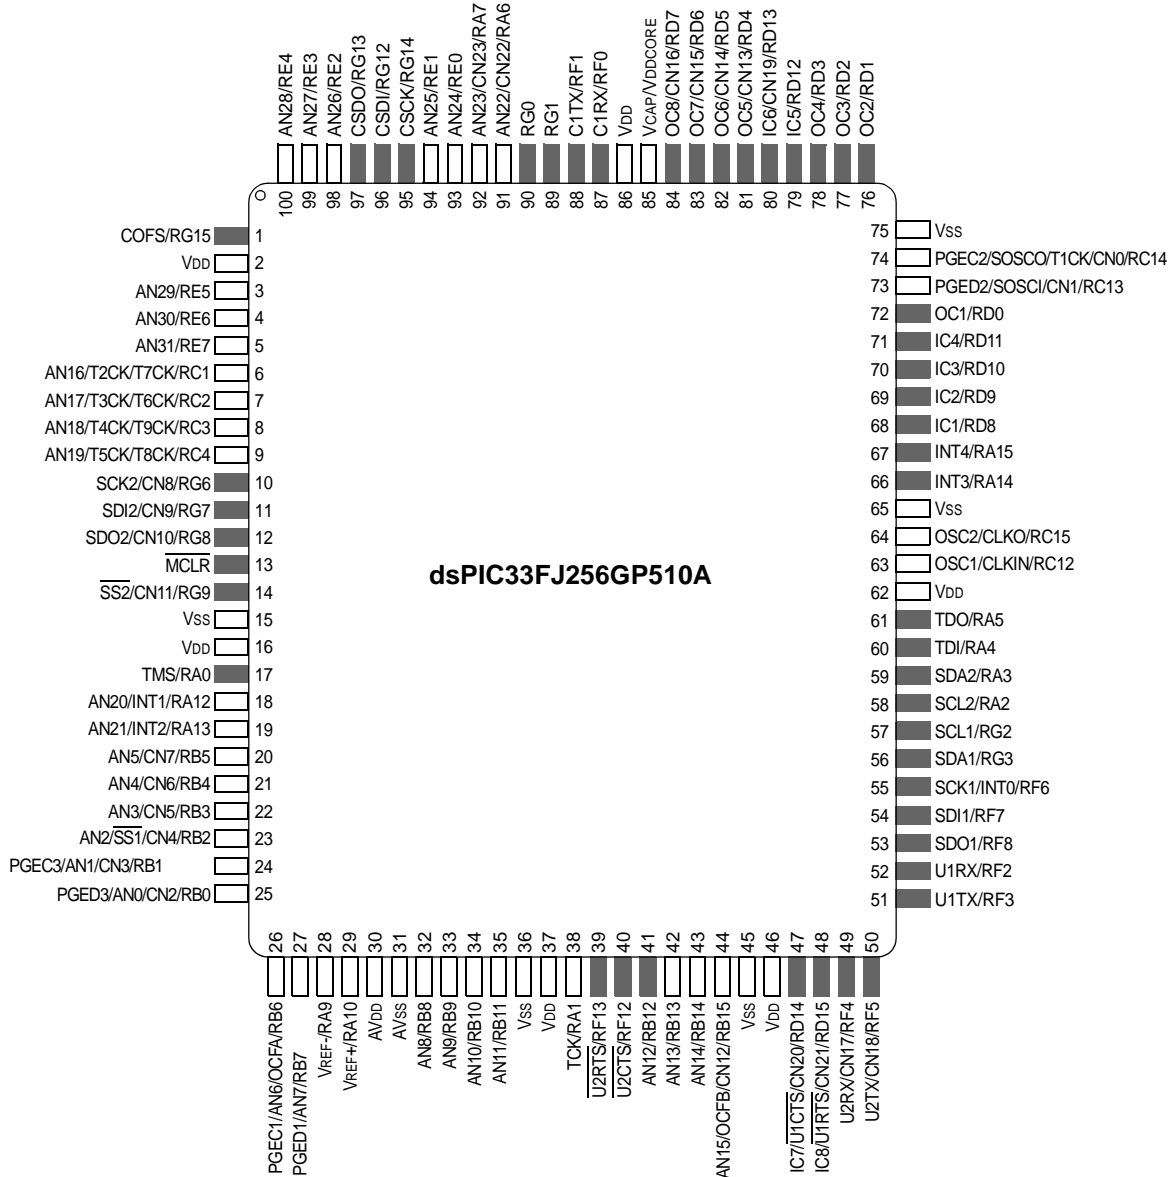 AN28/RE4
AN27/RE3
AN26/RE2
CSDO/RG13
CSDI/RG12
CSCK/RG14
AN25/RE1
AN24/RE0
AN23/CN23/RA7
AN22/CN22/RA6
RG0
RG1
C1TX/RF1
C1RX/RF0
VDD
VCAP/VDDCORE
OC8/CN16/RD7
OC7/CN15/RD6
OC6/CN14/RD5
OC5/CN13/RD4
IC6/CN19/RD13
IC5/RD12
OC4/RD3
OC3/RD2
OC2/RD1
100 99 98 97 96 95 94 93 92 91 90 89 88 87 86 85 84 83 82 81 80 79 78 77 76
COFS/RG15 1
VDD 2
AN29/RE5 3
AN30/RE6 4
AN31/RE7 5
AN16/T2CK/T7CK/RC1 6
AN17/T3CK/T6CK/RC2 7
AN18/T4CK/T9CK/RC3 8
AN19/T5CK/T8CK/RC4 9
SCK2/CN8/RG6 10
SDI2/CN9/RG7 11
SDO2/CN10/RG8 12
MCLR 13
SS2/CN11/RG9 14
VSS 15
VDD 16
TMS/RA0 17
AN20/INT1/RA12 18
AN21/INT2/RA13 19
AN5/CN7/RB5 20
AN4/CN6/RB4 21
AN3/CN5/RB3 22
AN2/SS1/CN4/RB2 23
PGEC3/AN1/CN3/RB1 24
PGED3/AN0/CN2/RB0 25
dsPIC33FJ256GP510A
75 VSS
74 PGEC2/SOSCO/T1CK/CN0/RC14
73 PGED2/SOSCI/CN1/RC13
72 OC1/RD0
71 IC4/RD11
70 IC3/RD10
69 IC2/RD9
68 IC1/RD8
67 INT4/RA15
66 INT3/RA14
65 VSS
64 OSC2/CLKO/RC15
63 OSC1/CLKIN/RC12
62 VDD
61 TDO/RA5
60 TDI/RA4
59 SDA2/RA3
58 SCL2/RA2
57 SCL1/RG2
56 SDA1/RG3
55 SCK1/INT0/RF6
54 SDI1/RF7
53 SDO1/RF8
52 U1RX/RF2
51 U1TX/RF3
26 27 28 29 30 31 32 33 34 35 36 37 38 39 40 41 42 43 44 45 46 47 48 49 50
PGEC1/AN6/OCFA/RB6
PGED1/AN7/RB7
VREF-/RA9
VREF+/RA10
AVDD
AVSS
AN8/RB8
AN9/RB9
AN10/RB10
AN11/RB11
VSS
VDD
TCK/RA1
U2RTS/RF13
U2CTS/RF12
AN12/RB12
AN13/RB13
AN14/RB14
AN15/OCFB/CN12/RB15
VSS
VDD
IC7/U1CTS/CN20/RD14
IC8/U1RTS/CN21/RD15
U2RX/CN17/RF4
U2TX/CN18/RF5